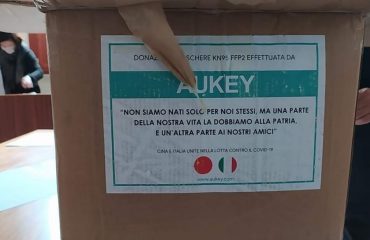 DONAZ SCHERE KN95 FFP2 EFFETTUATA DA
AUKEY
"NON SIAMO NATI SOLO PER NOI STESSI, MA UNA PARTE
DELLA NOSTRA VITA LA DOBBIAMO ALLA PATRIA,
E UN'ALTRA PARTE AI NOSTRI AMICI"
CINA E ITALIA UNITE NELLA LOTTA CONTRO IL COVID-19
www.aukey.com